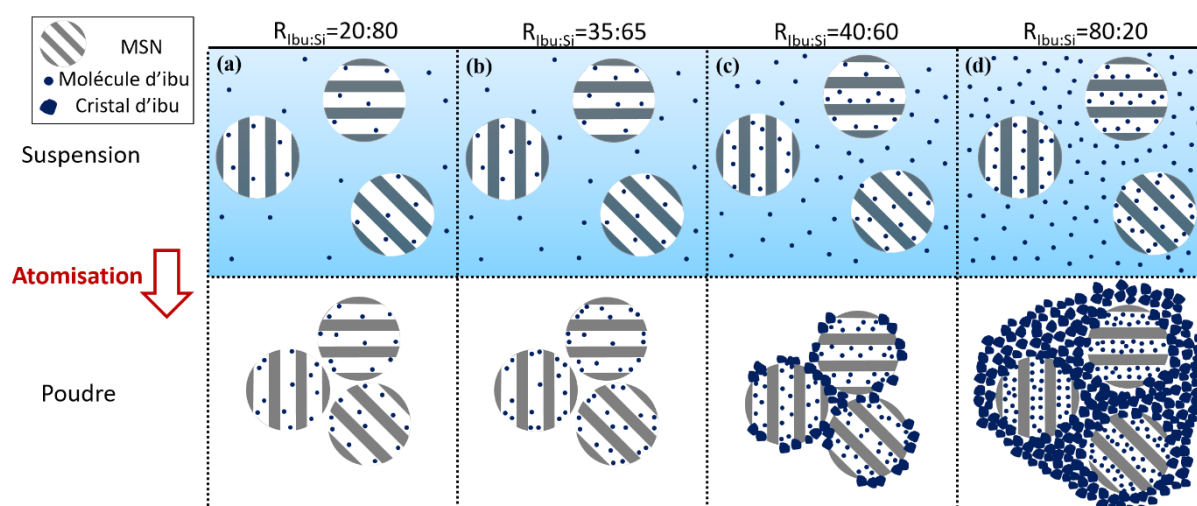 MSN
Molécule d'ibu
Cristal d'ibu
R_Ibu:Si=20:80
R_Ibu:Si=35:65
R_Ibu:Si=40:60
R_Ibu:Si=80:20
(a)
(b)
(c)
(d)
Suspension
Atomisation
Poudre